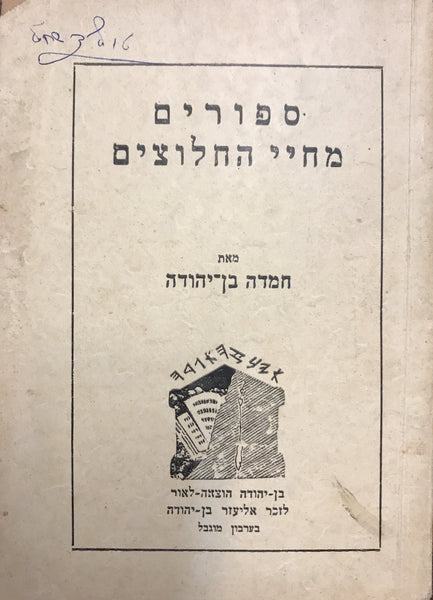 ספורים
מחיי החלוצים
מאת
חמדה בן־יהודה
בן־יהודה הוצאה־לאור
לזכר אליעזר בן־יהודה
בערבון מוגבל